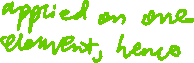 applied on one
element, hence